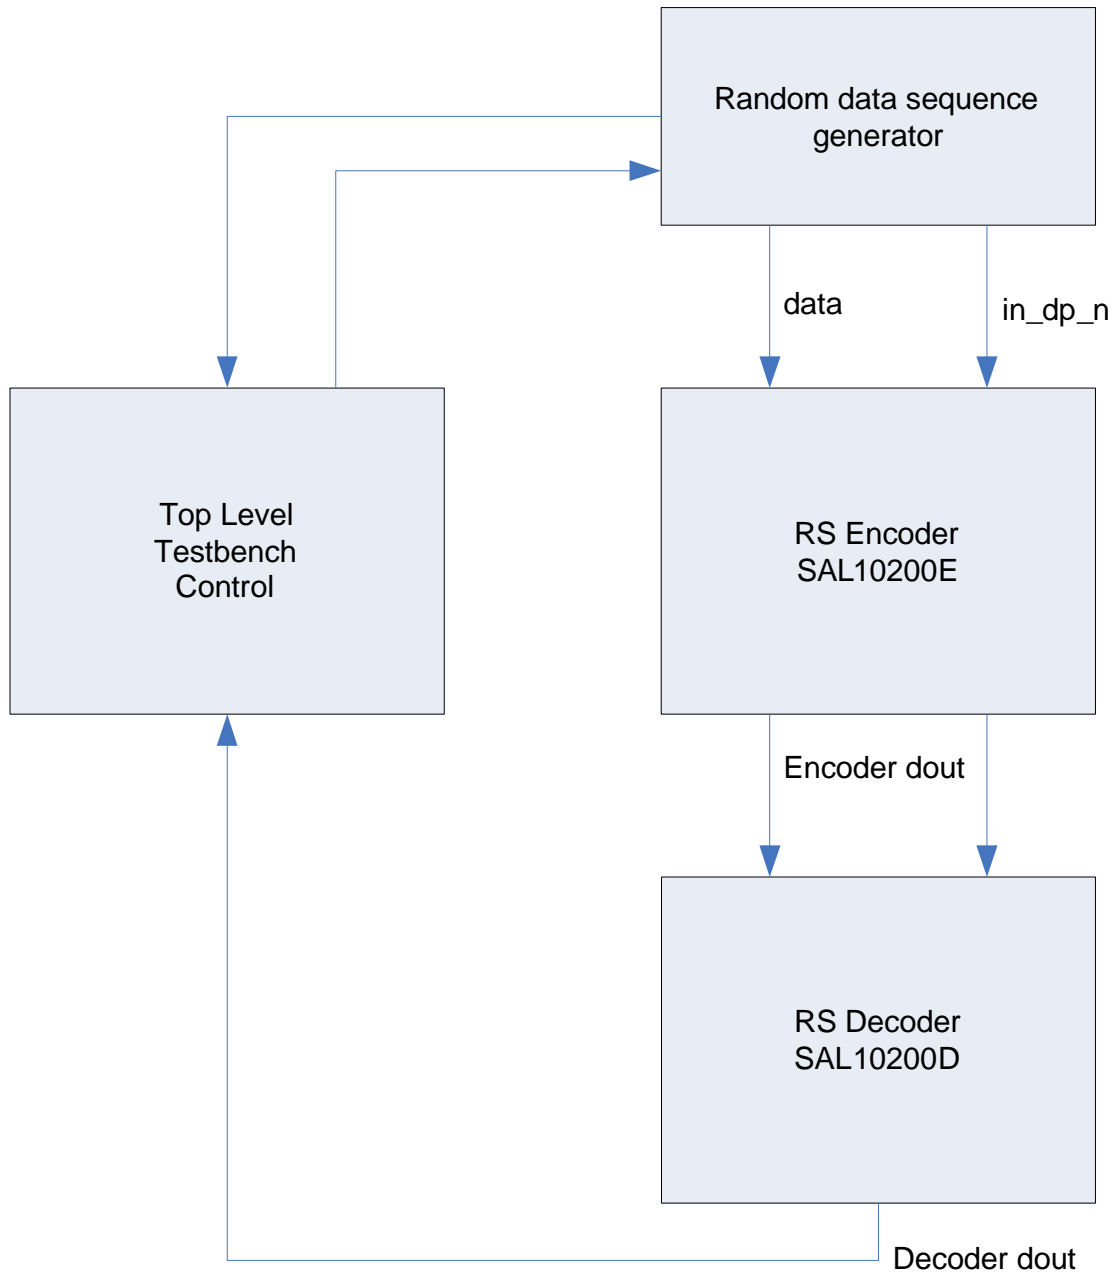 Random data sequence
generator
data
in_dp_n
Top Level
Testbench
Control
RS Encoder
SAL10200E
Encoder dout
RS Decoder
SAL10200D
Decoder dout